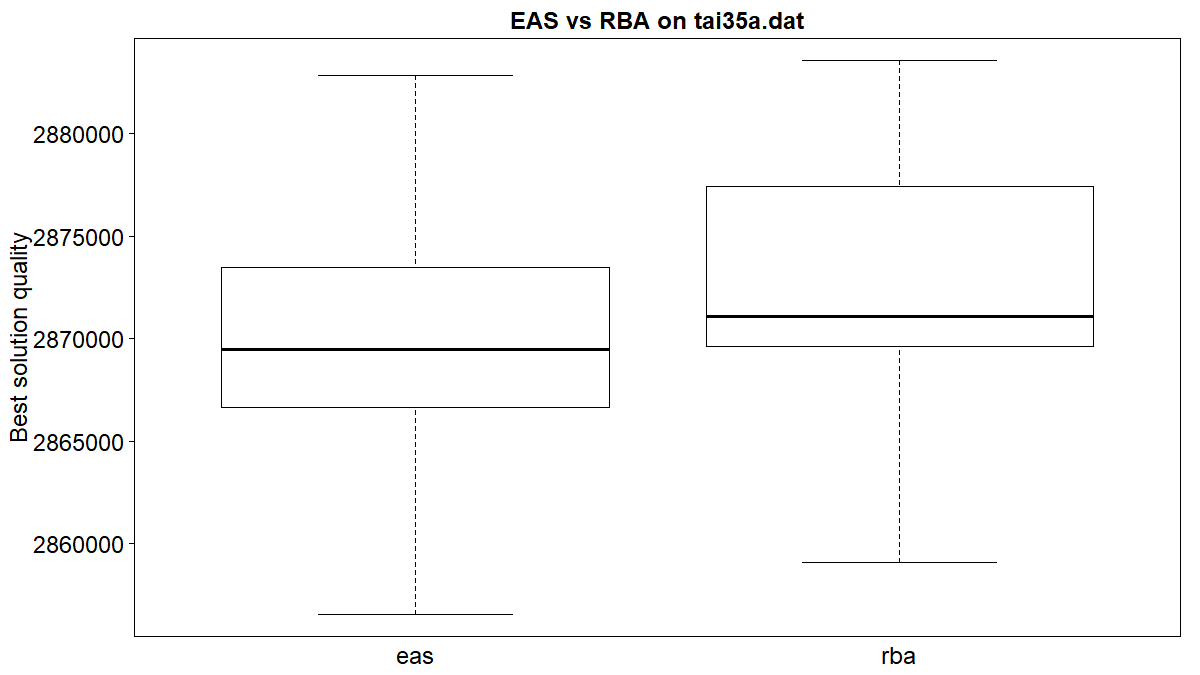 EAS vs RBA on tai35a.dat
Best solution quality
2880000
2875000
2870000
2865000
2860000
eas
rba